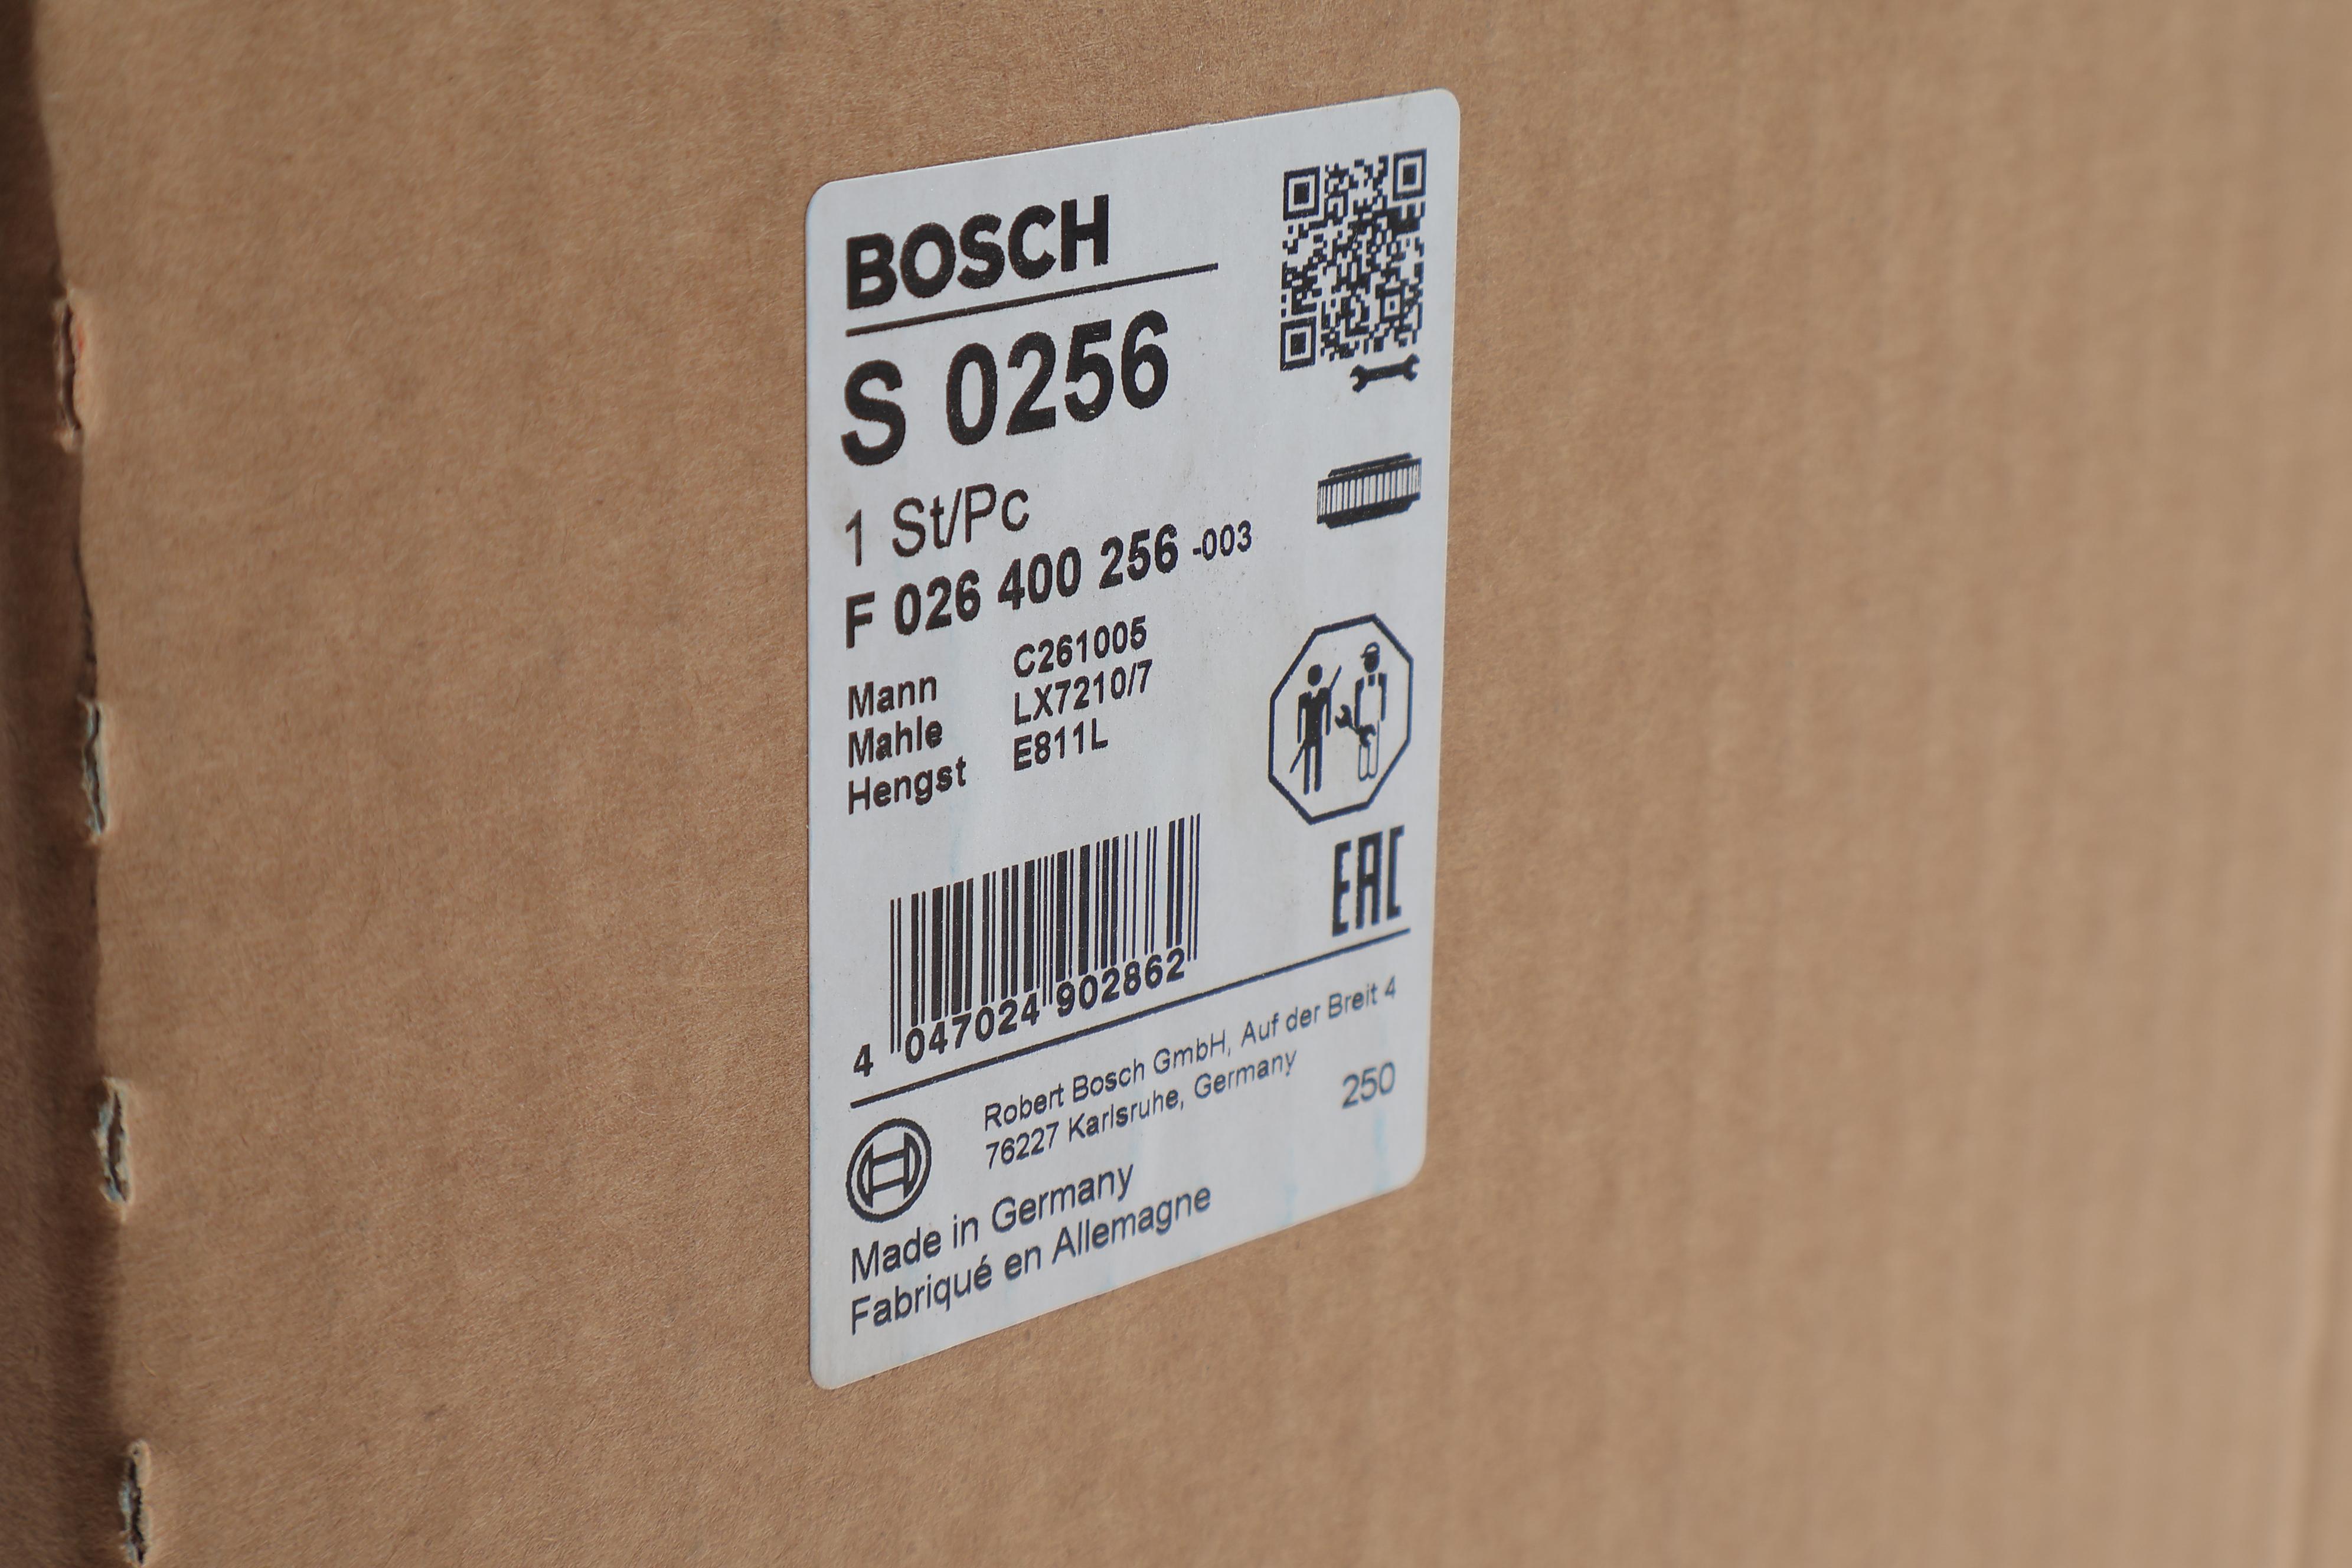 BOSCH
S 0256
1 St/Pc
F 026 400 256 -003
Mann C261005
Mahle LX7210/7
Hengst E811L
EAC
4 047024 902862
Robert Bosch GmbH, Auf der Breit 4
76227 Karlsruhe, Germany
250
Made in Germany
Fabriqué en Allemagne